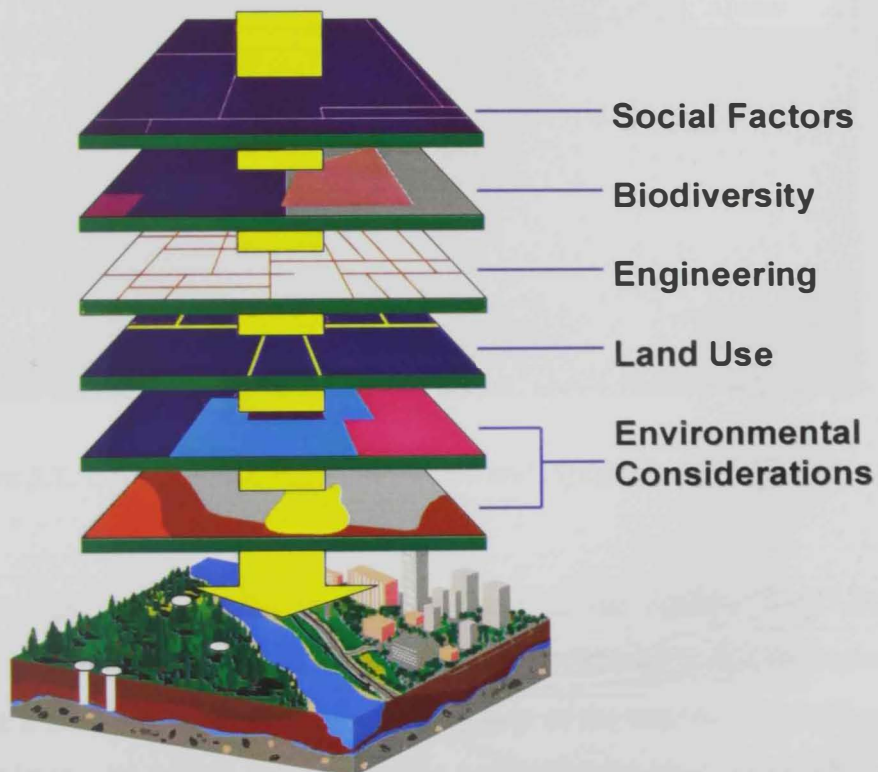 Social Factors
Biodiversity
Engineering
Land Use
Environmental
Considerations